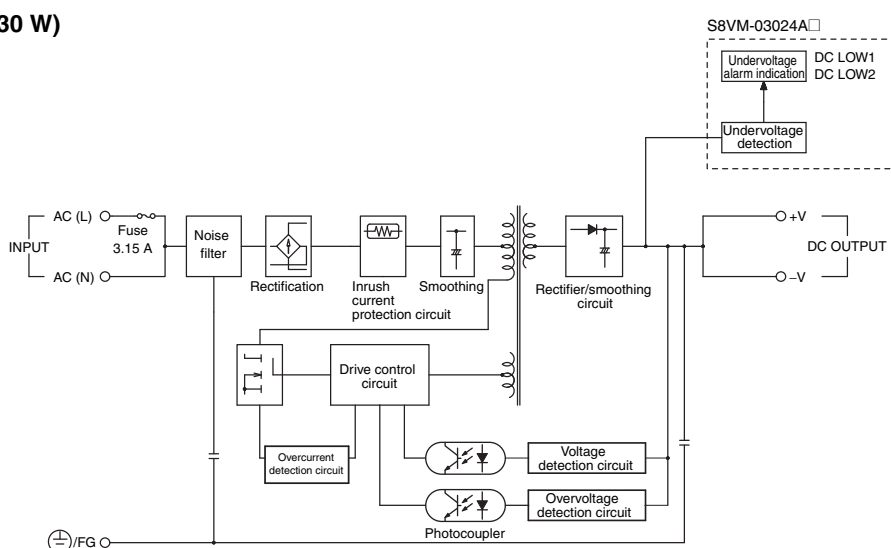 30 W)
S8VM-03024A□
Undervoltage
alarm indication
DC LOW1
DC LOW2
Undervoltage
detection
INPUT
AC (L)
Fuse
3.15 A
AC (N)
Noise
filter
Rectification
Inrush
current
protection circuit
Smoothing
Rectifier/smoothing
circuit
+V
DC OUTPUT
−V
Drive control
circuit
Overcurrent
detection circuit
Voltage
detection circuit
Overvoltage
detection circuit
Photocoupler
/FG